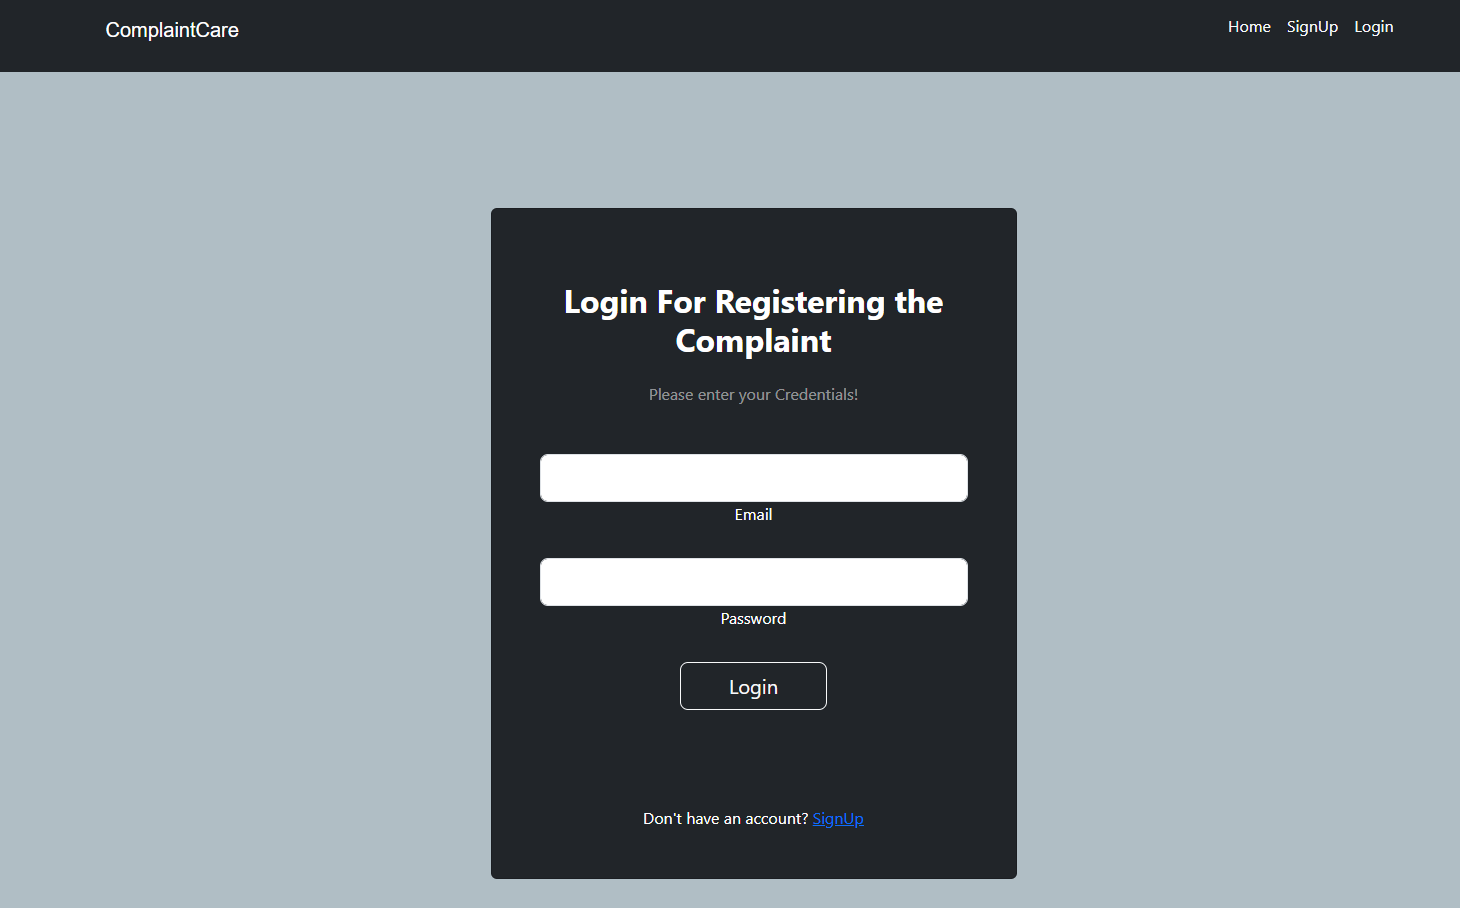 ComplaintCare
Home SignUp Login
Login For Registering the
Complaint
Please enter your Credentials!
Email
Password
Login
Don't have an account? SignUp